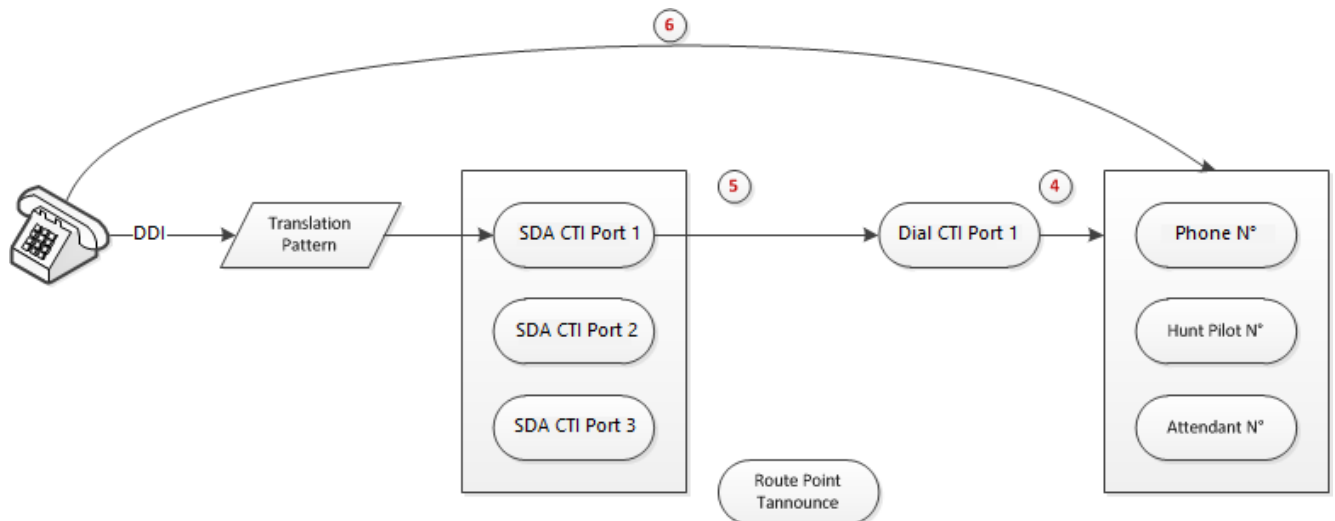 6
5
4
DDI
Translation
Pattern
SDA CTI Port 1
Dial CTI Port 1
Phone N°
SDA CTI Port 2
Hunt Pilot N°
SDA CTI Port 3
Attendant N°
Route Point
Tannounce